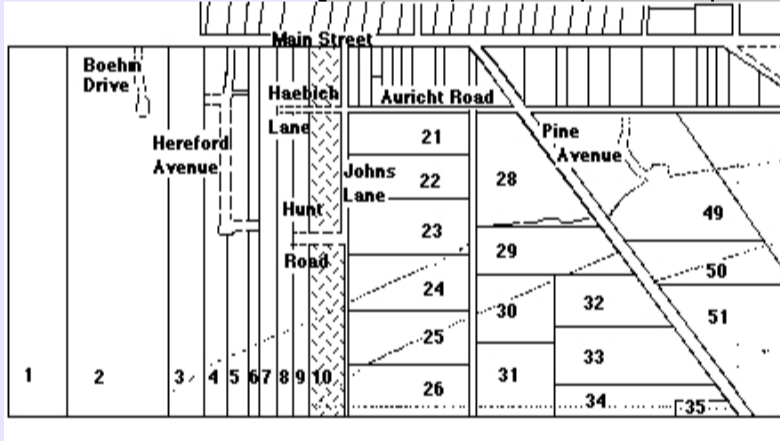 Main Street
Boehm
Drive
Haebich
Lane
Auricht Road
Hereford
Avenue
Pine
Avenue
Johns
Lane
Hunt
Road
21
22
23
24
25
26
28
29
30
31
32
33
34
35
49
50
51
1
2
3
4
5
6
7
8
9
10